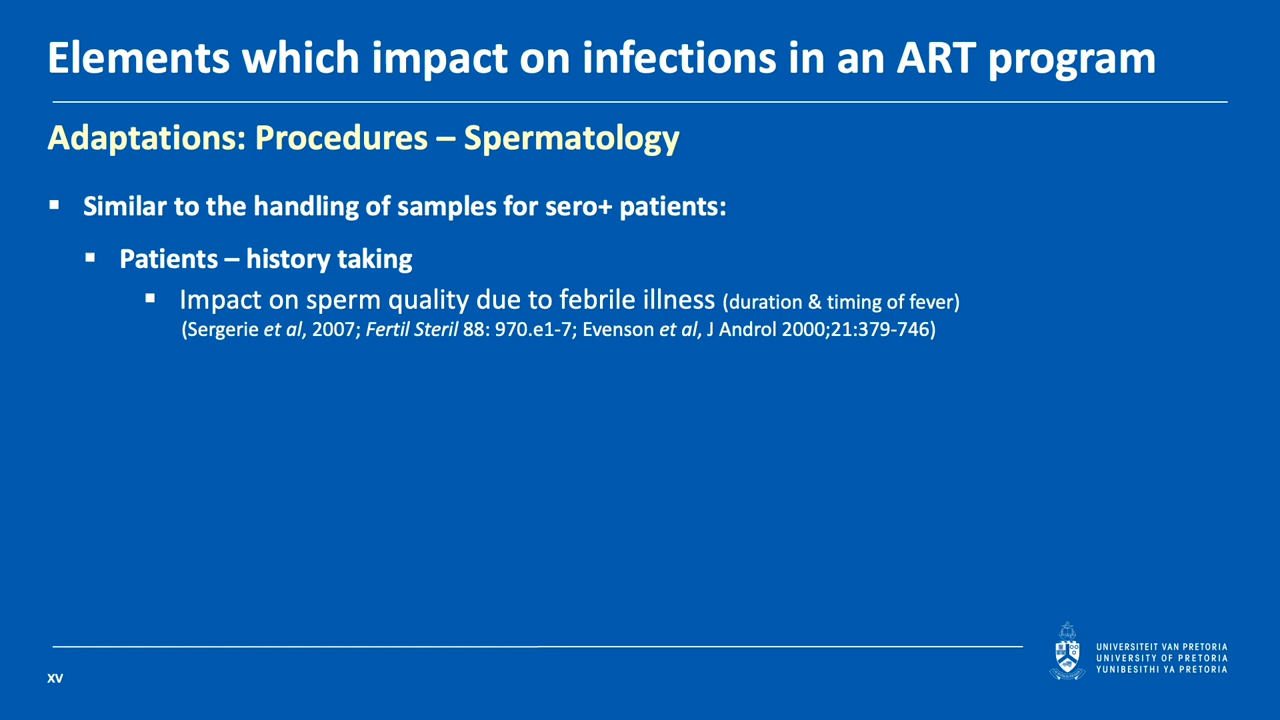 Elements which impact on infections in an ART program
Adaptations: Procedures – Spermatology
▪ Similar to the handling of samples for sero+ patients:
▪ Patients – history taking
▪ Impact on sperm quality due to febrile illness (duration & timing of fever)
(Sergerie et al, 2007; Fertil Steril 88: 970.e1-7; Evenson et al, J Androl 2000;21:379-746)
UNIVERSITEIT VAN PRETORIA
UNIVERSITY OF PRETORIA
YUNIBESITHI YA PRETORIA
XV